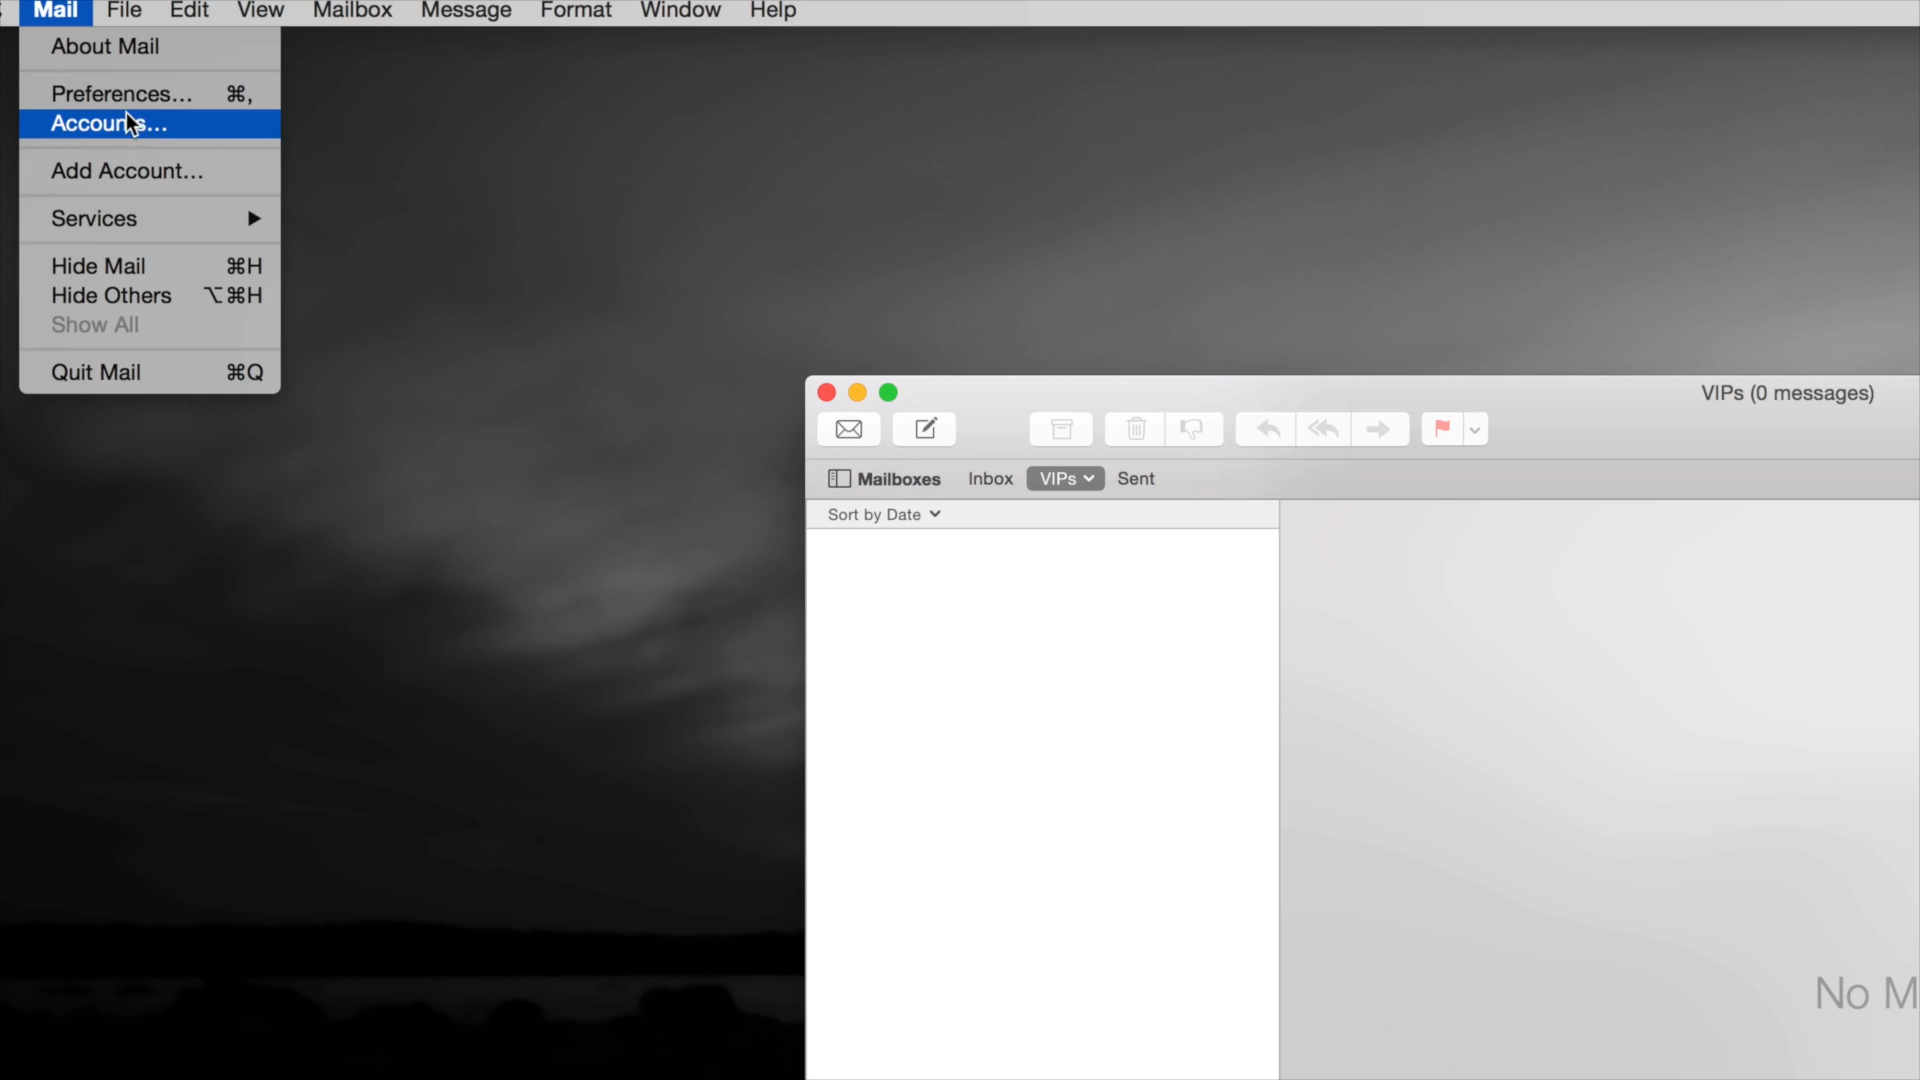 Mail File Edit View Mailbox Message Format Window Help
About Mail
Preferences... ⌘,
Accounts...
Add Account...
Services ▶
Hide Mail ⌘H
Hide Others ⌥⌘H
Show All
Quit Mail ⌘Q
VIPs (0 messages)
Mailboxes Inbox VIPs Sent
Sort by Date
No M